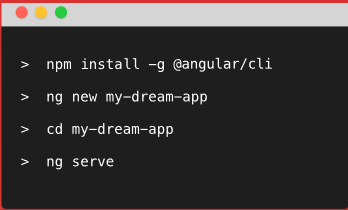 > npm install -g @angular/cli
> ng new my-dream-app
> cd my-dream-app
> ng serve